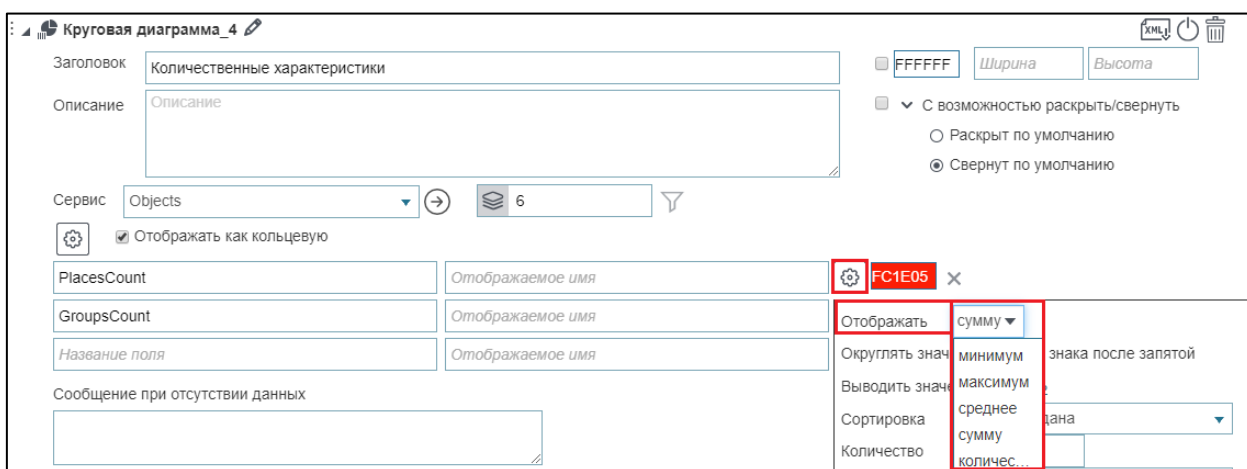 Круговая диаграмма_4
XML
Заголовок Количественные характеристики FFFFFF Ширина Высота
Описание Описание С возможностью раскрыть/свернуть
Раскрыт по умолчанию
Свернут по умолчанию
Сервис Objects 6
Отображать как кольцевую
PlacesCount Отображаемое имя FC1E05
GroupsCount Отображаемое имя Отображать сумму
Название поля Отображаемое имя Округлять знач минимум знака после запятой
Сообщение при отсутствии данных Выводить значе максимум
Сортировка среднее дана
сумму
Количество количес...